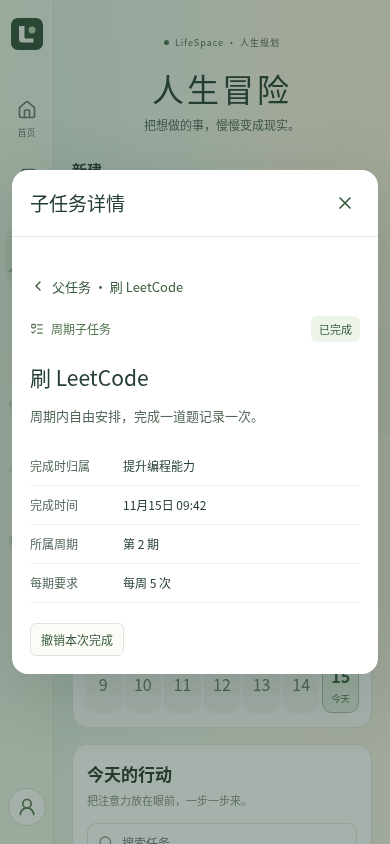 LifeSpace · 人生规划
人生冒险
把想做的事，慢慢变成现实。
首页
新建
子任务详情
父任务 · 刷 LeetCode
周期子任务
已完成
刷 LeetCode
周期内自由安排，完成一道题记录一次。
完成时归属 提升编程能力
完成时间 11月15日 09:42
所属周期 第 2 期
每期要求 每周 5 次
撤销本次完成
9 10 11 12 13 14 15
今天
今天的行动
把注意力放在眼前，一步一步来。
搜索任务